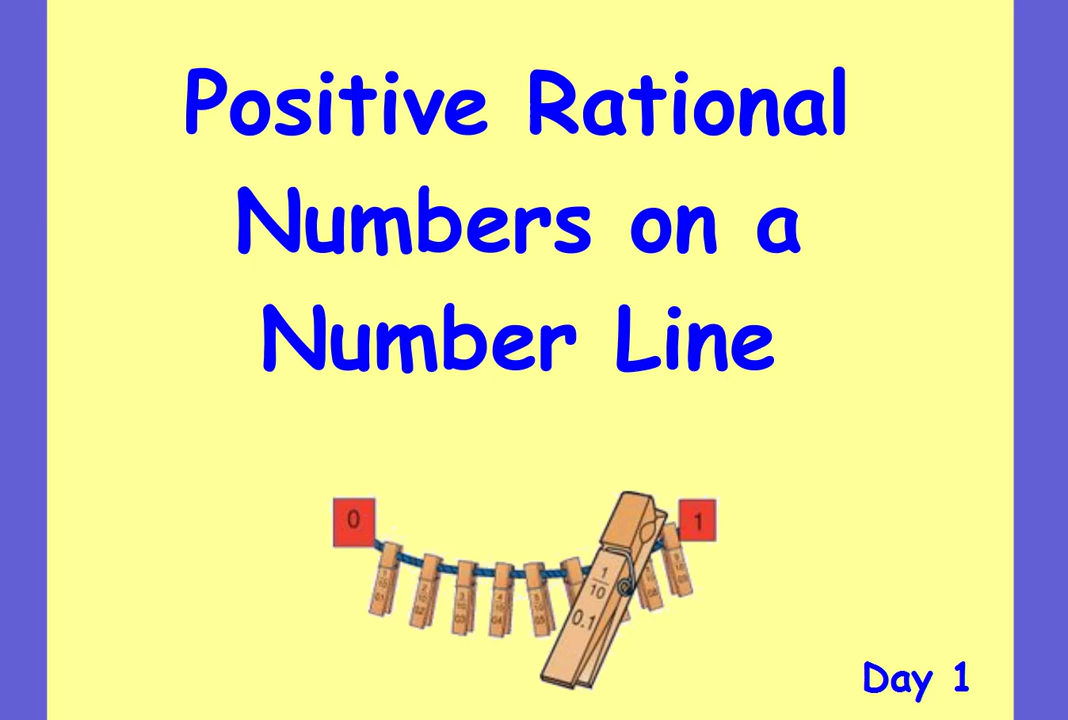 Positive Rational
Numbers on a
Number Line
0
1
1
10
0.1
Day 1